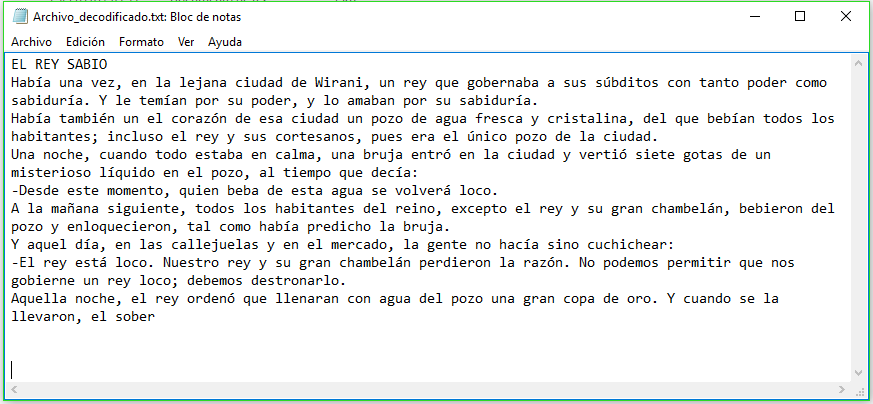 Archivo_decodificado.txt: Bloc de notas
Archivo Edición Formato Ver Ayuda
EL REY SABIO
Había una vez, en la lejana ciudad de Wirani, un rey que gobernaba a sus súbditos con tanto poder como
sabiduría. Y le temían por su poder, y lo amaban por su sabiduría.
Había también un el corazón de esa ciudad un pozo de agua fresca y cristalina, del que bebían todos los
habitantes; incluso el rey y sus cortesanos, pues era el único pozo de la ciudad.
Una noche, cuando todo estaba en calma, una bruja entró en la ciudad y vertió siete gotas de un
misterioso líquido en el pozo, al tiempo que decía:
-Desde este momento, quien beba de esta agua se volverá loco.
A la mañana siguiente, todos los habitantes del reino, excepto el rey y su gran chambelán, bebieron del
pozo y enloquecieron, tal como había predicho la bruja.
Y aquel día, en las callejuelas y en el mercado, la gente no hacía sino cuchichear:
-El rey está loco. Nuestro rey y su gran chambelán perdieron la razón. No podemos permitir que nos
gobierne un rey loco; debemos destronarlo.
Aquella noche, el rey ordenó que llenaran con agua del pozo una gran copa de oro. Y cuando se la
llevaron, el sober